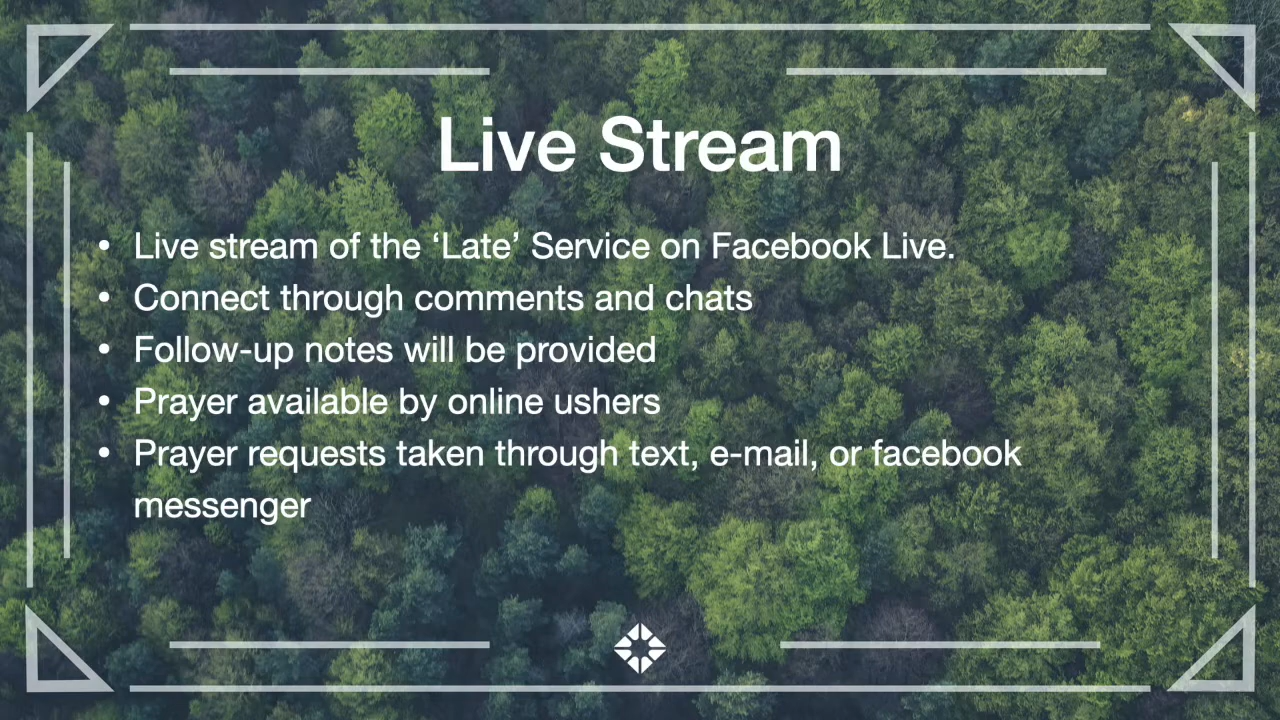 Live Stream
• Live stream of the ‘Late’ Service on Facebook Live.
• Connect through comments and chats
• Follow-up notes will be provided
• Prayer available by online ushers
• Prayer requests taken through text, e-mail, or facebook
messenger